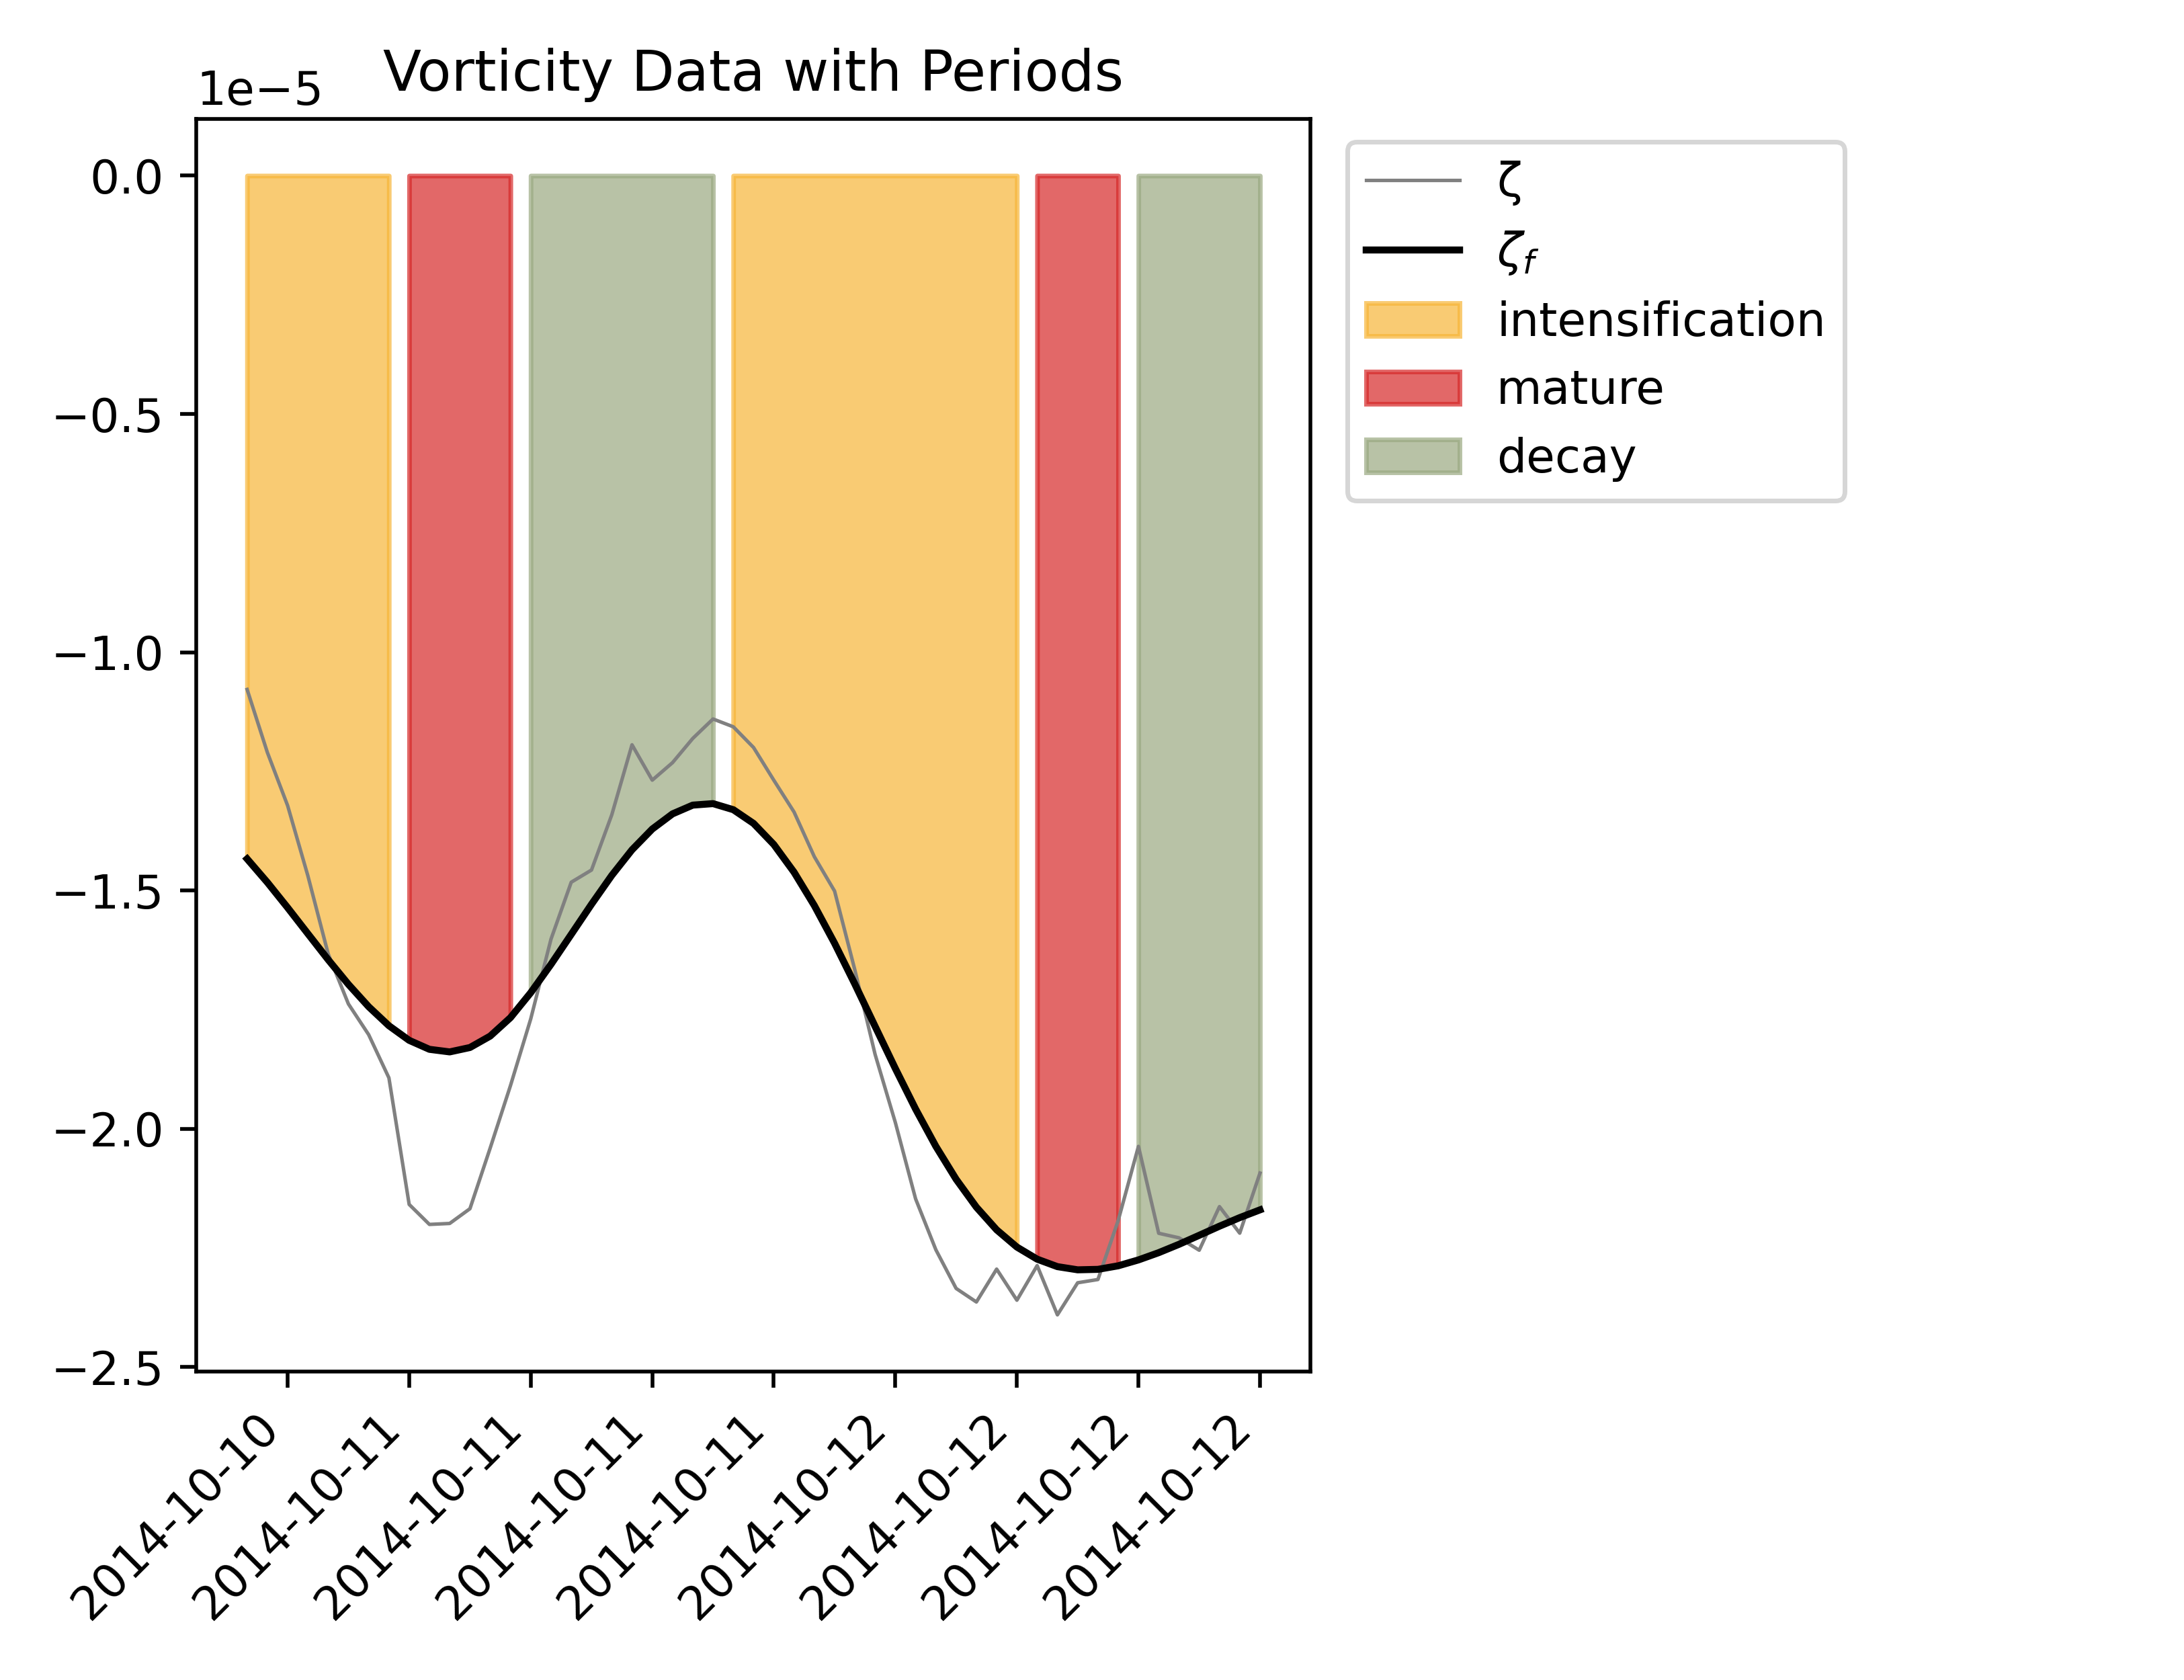 Vorticity Data with Periods
1e−5
0.0
−0.5
−1.0
−1.5
−2.0
−2.5
2014-10-10
2014-10-11
2014-10-11
2014-10-11
2014-10-11
2014-10-12
2014-10-12
2014-10-12
2014-10-12
ζ
ζf
intensification
mature
decay